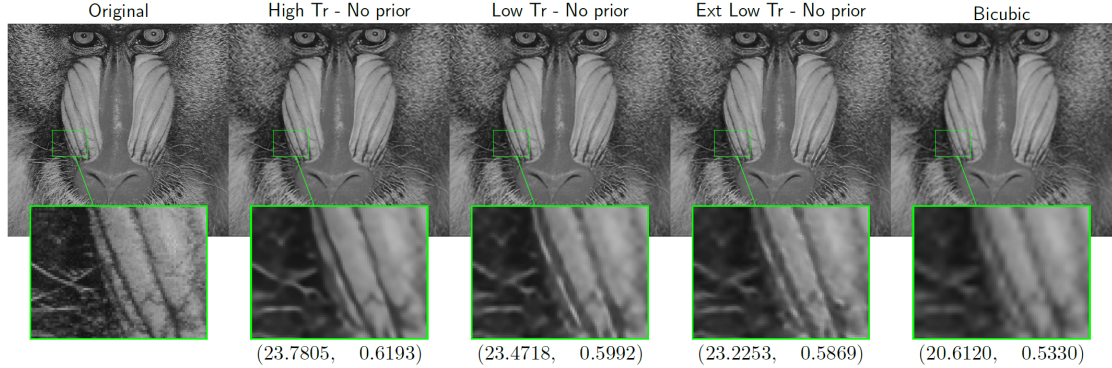 Original
High Tr - No prior
Low Tr - No prior
Ext Low Tr - No prior
Bicubic
(23.7805, 0.6193)
(23.4718, 0.5992)
(23.2253, 0.5869)
(20.6120, 0.5330)